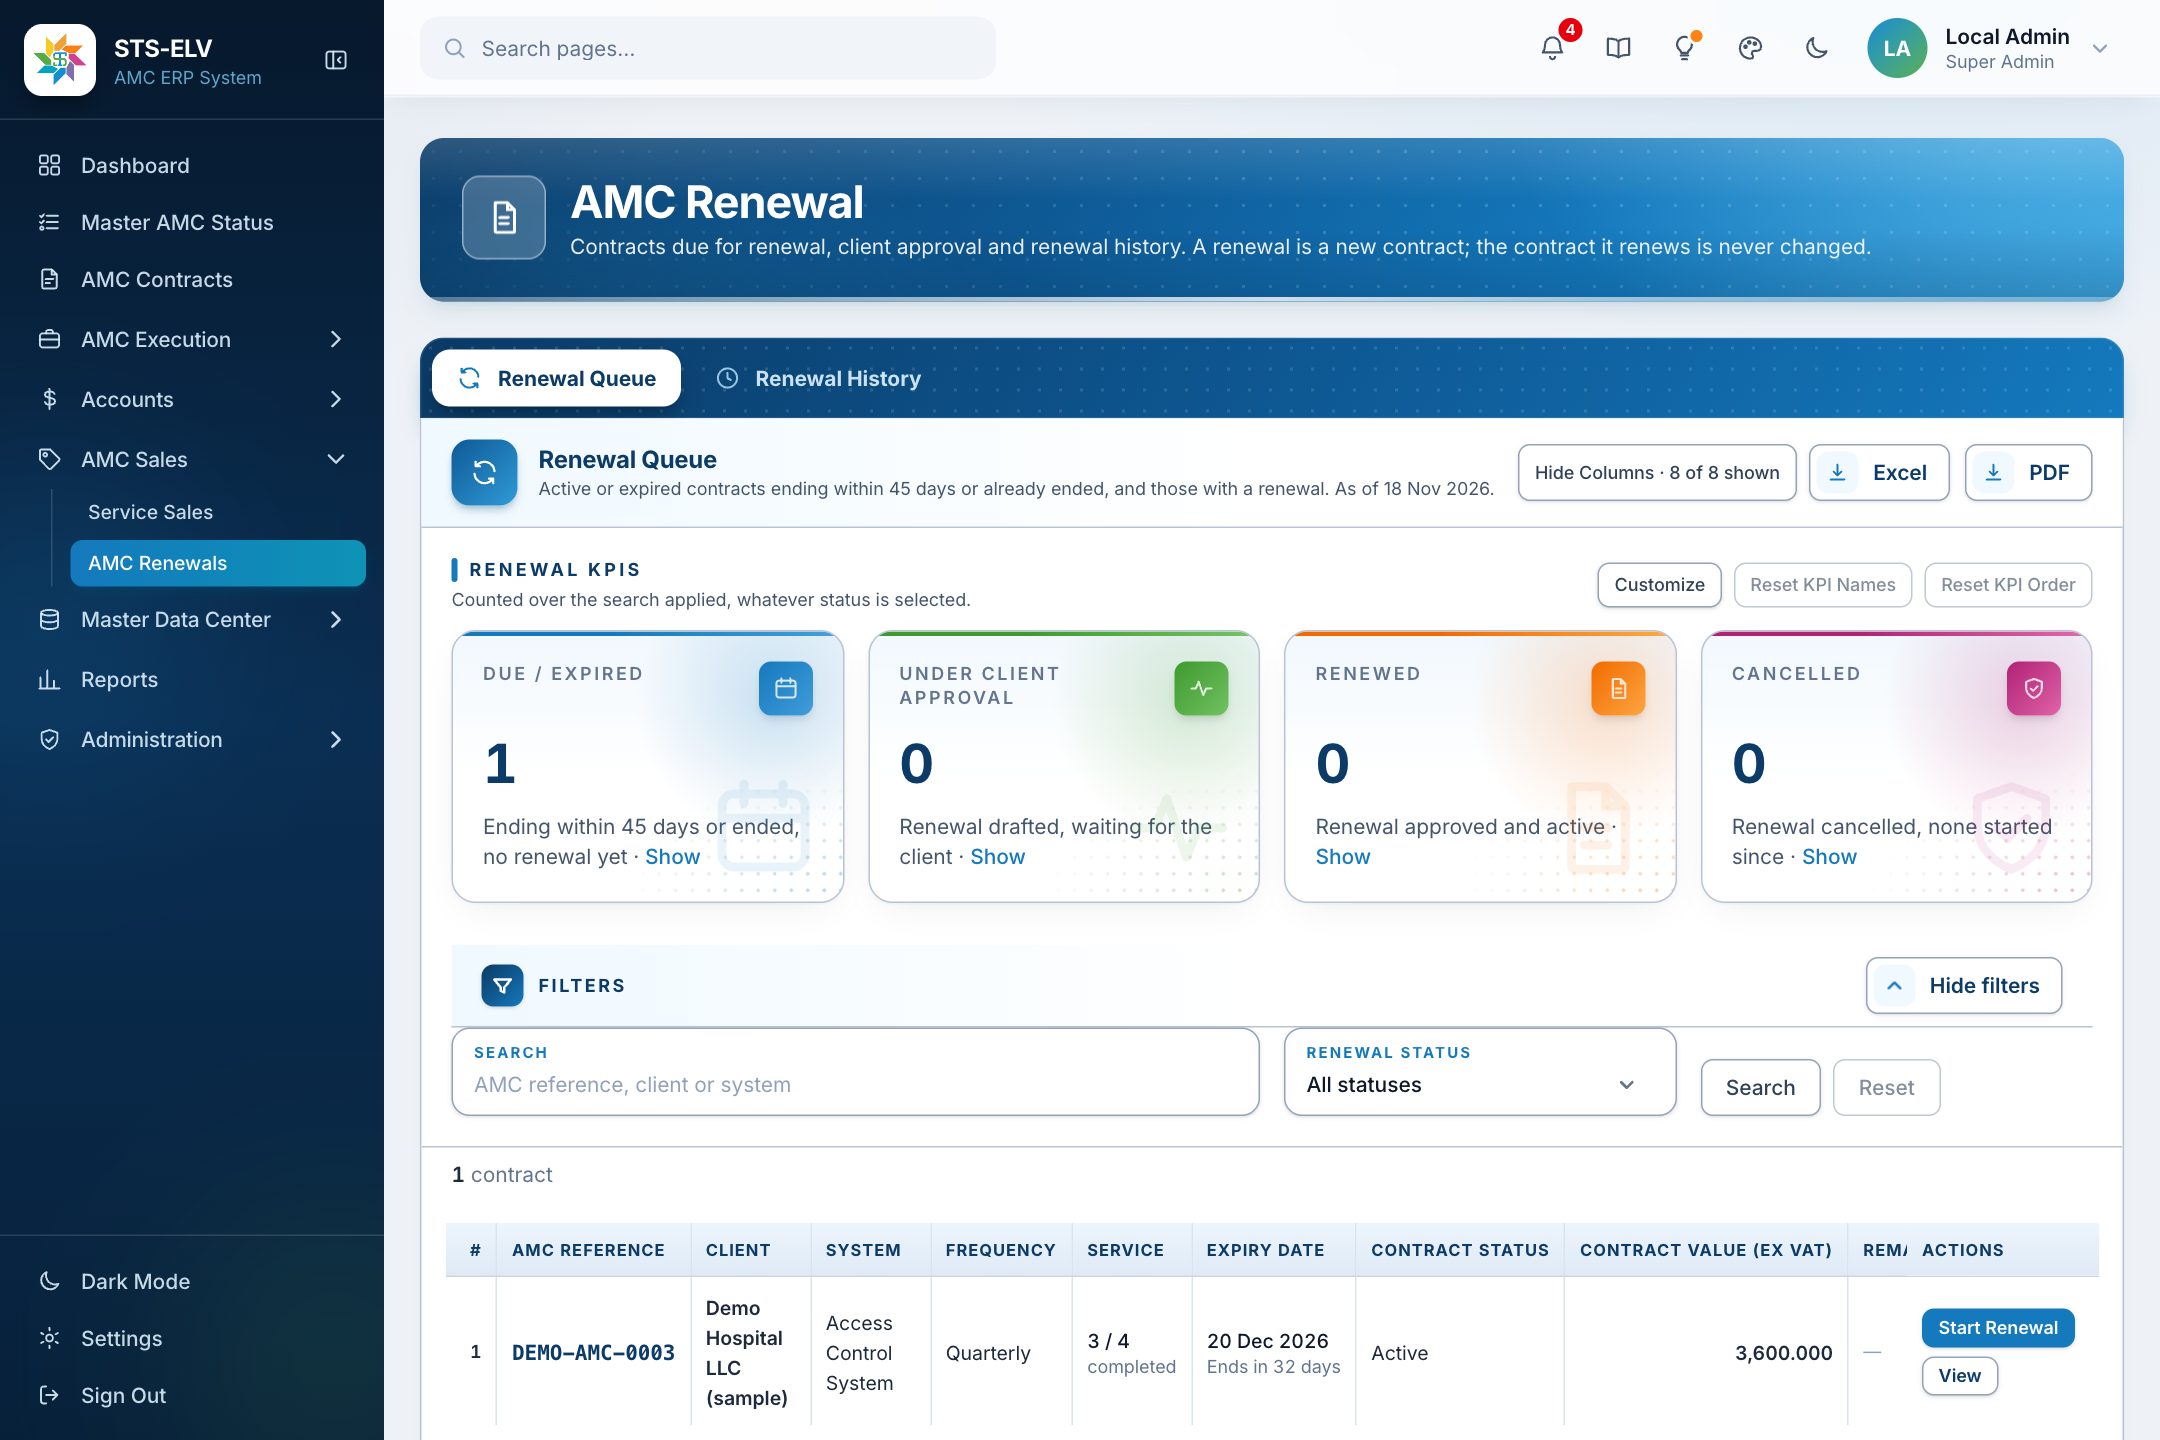 STS-ELV
AMC ERP System
Dashboard
Master AMC Status
AMC Contracts
AMC Execution
Accounts
AMC Sales
Service Sales
AMC Renewals
Master Data Center
Reports
Administration
Dark Mode
Settings
Sign Out
Search pages...
4
LA
Local Admin
Super Admin
AMC Renewal
Contracts due for renewal, client approval and renewal history. A renewal is a new contract; the contract it renews is never changed.
Renewal Queue
Renewal History
Renewal Queue
Active or expired contracts ending within 45 days or already ended, and those with a renewal. As of 18 Nov 2026.
Hide Columns · 8 of 8 shown
Excel
PDF
RENEWAL KPIS
Counted over the search applied, whatever status is selected.
Customize
Reset KPI Names
Reset KPI Order
DUE / EXPIRED
1
Ending within 45 days or ended,
no renewal yet · Show
UNDER CLIENT
APPROVAL
0
Renewal drafted, waiting for the
client · Show
RENEWED
0
Renewal approved and active ·
Show
CANCELLED
0
Renewal cancelled, none started
since · Show
FILTERS
Hide filters
SEARCH
AMC reference, client or system
RENEWAL STATUS
All statuses
Search
Reset
1 contract
# AMC REFERENCE CLIENT SYSTEM FREQUENCY SERVICE EXPIRY DATE CONTRACT STATUS CONTRACT VALUE (EX VAT) ACTIONS
1
DEMO-AMC-0003
Demo
Hospital
LLC
(sample)
Access
Control
System
Quarterly
3 / 4
completed
20 Dec 2026
Ends in 32 days
Active
3,600.000
—
Start Renewal
View